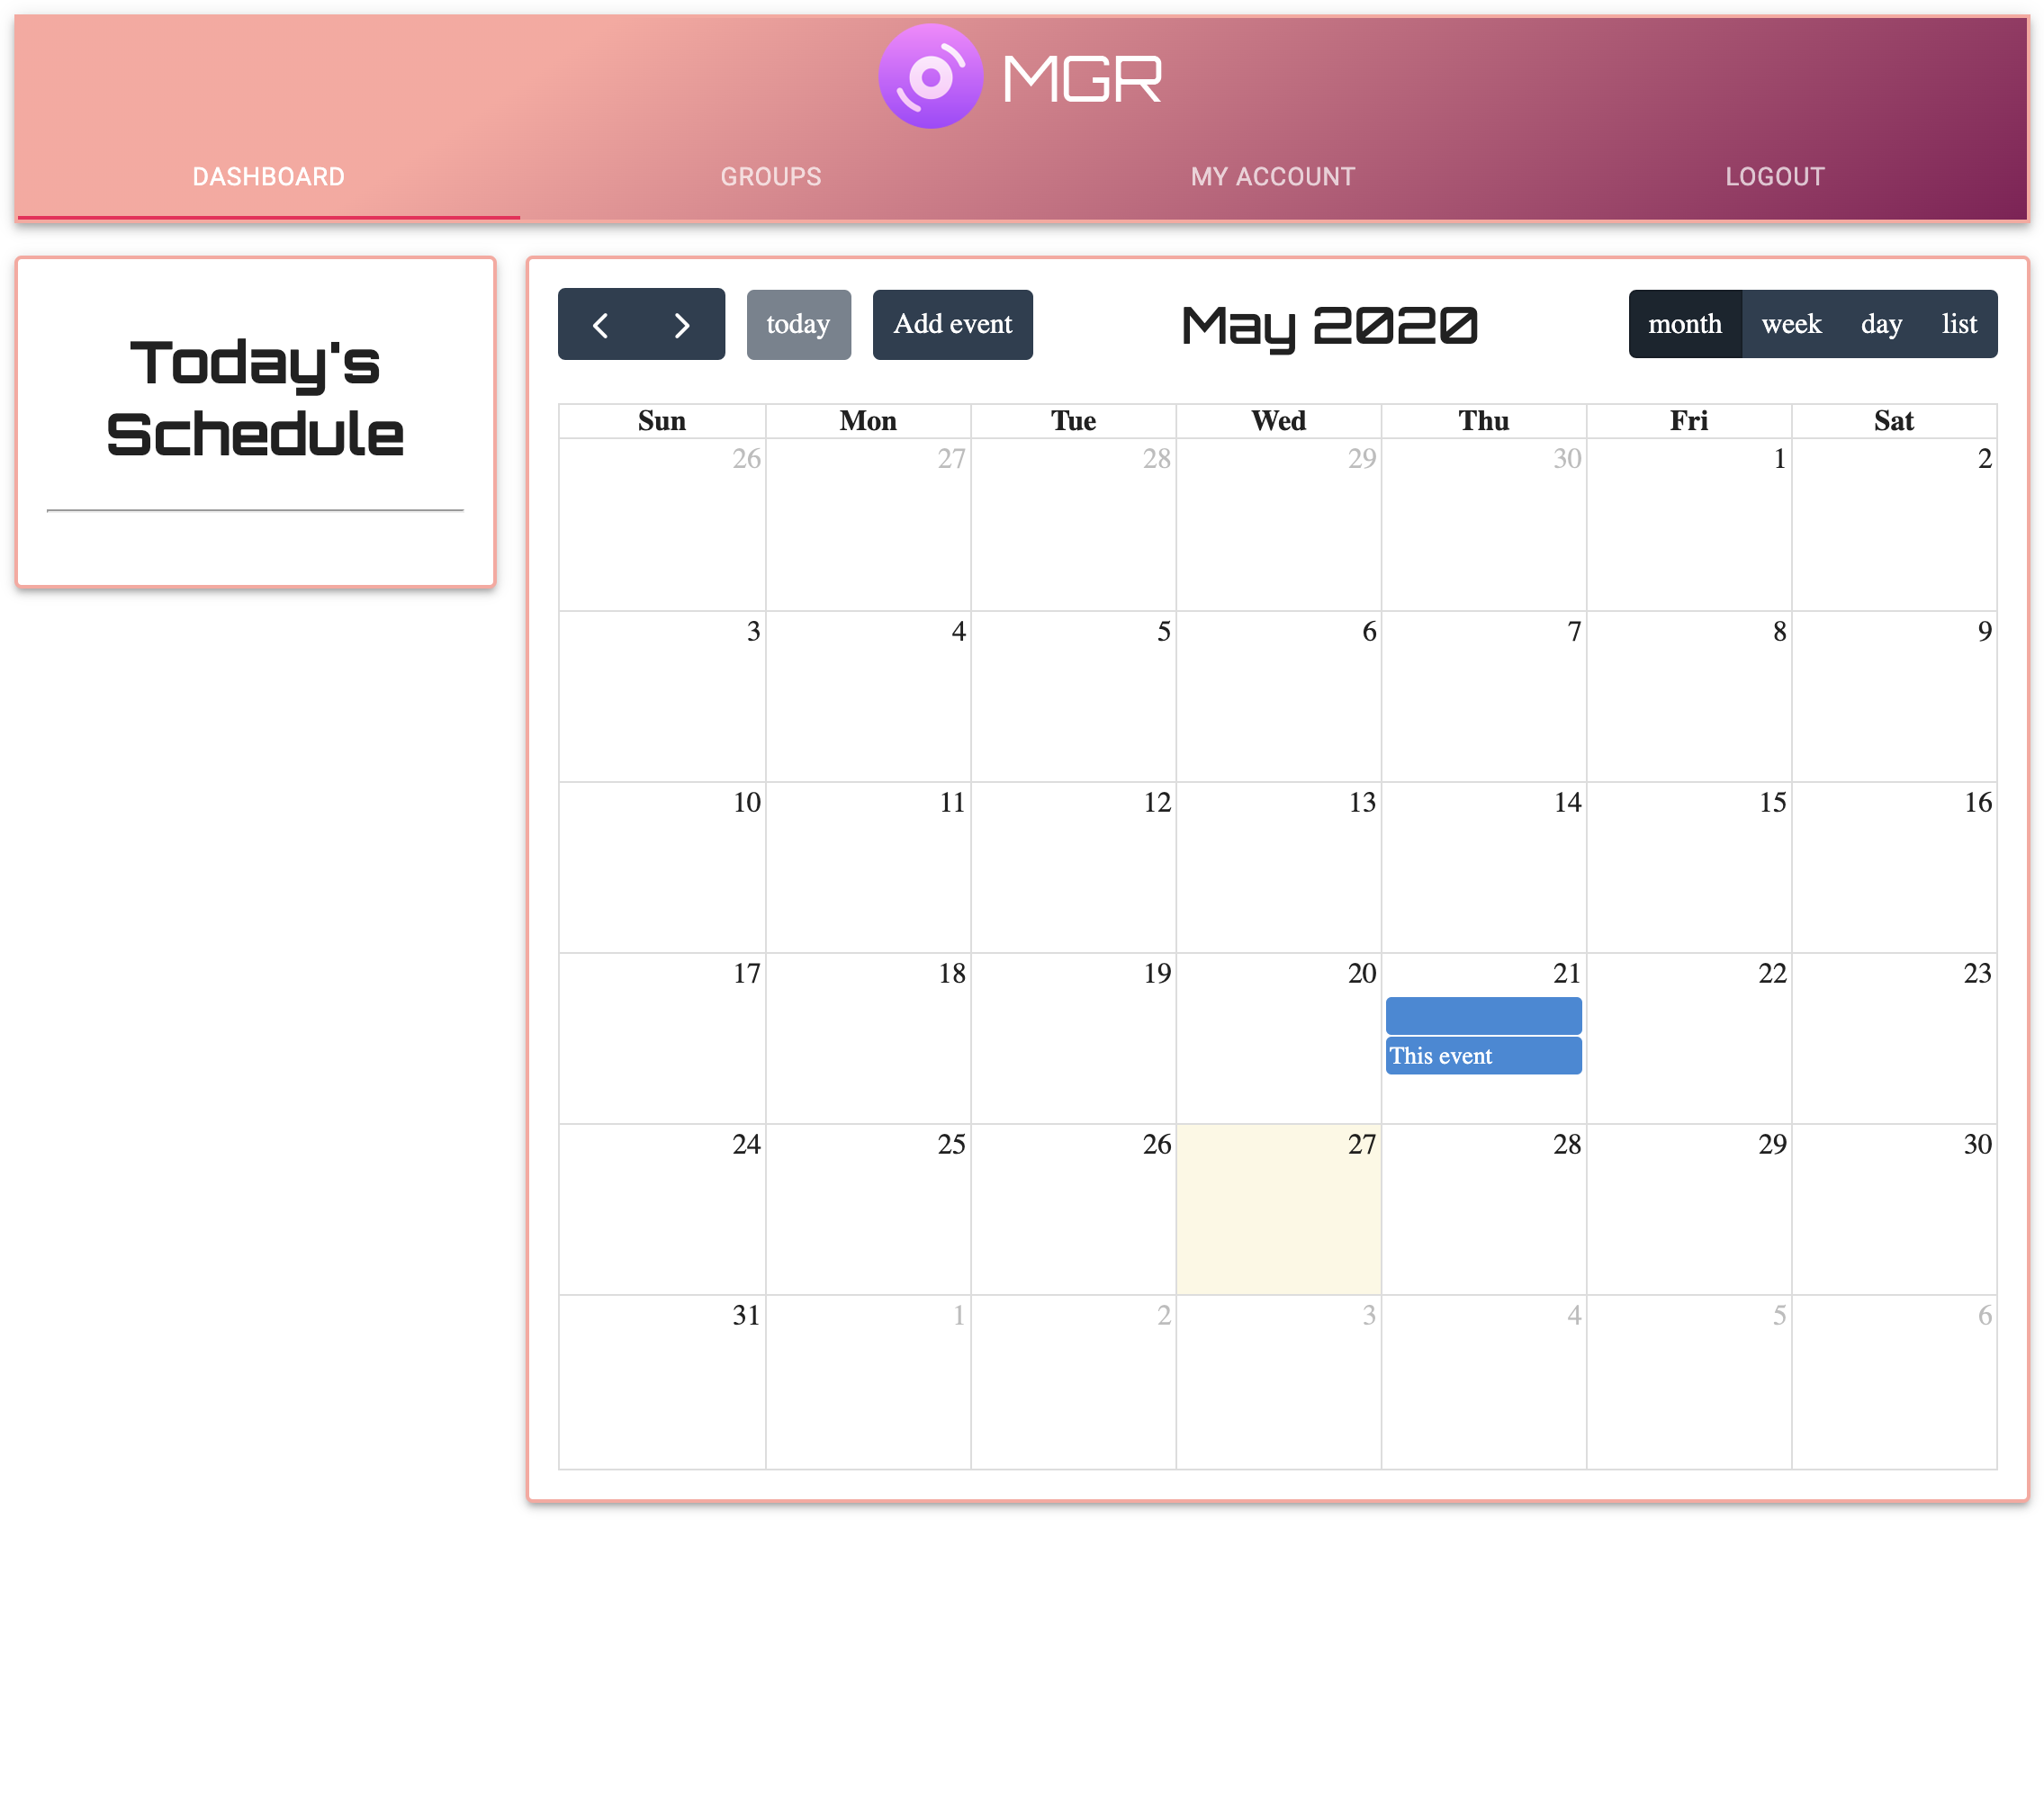 MGR
DASHBOARD GROUPS MY ACCOUNT LOGOUT
Today's
Schedule
today Add event May 2020 month week day list
Sun Mon Tue Wed Thu Fri Sat
26 27 28 29 30 1 2
3 4 5 6 7 8 9
10 11 12 13 14 15 16
17 18 19 20 21 22 23
This event
24 25 26 27 28 29 30
31 1 2 3 4 5 6